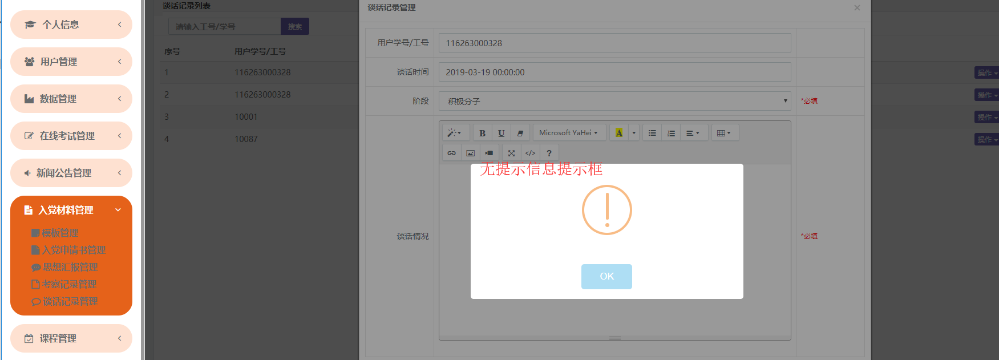 个人信息
用户管理
数据管理
在线考试管理
新闻公告管理
入党材料管理
模板管理
入党申请书管理
思想汇报管理
考察记录管理
谈话记录管理
课程管理
谈话记录列表
请输入工号/学号 搜索
序号 用户学号/工号
1 116263000328 操作
2 116263000328 操作
3 10001 操作
4 10087 操作
谈话记录管理 ×
用户学号/工号 116263000328
谈话时间 2019-03-19 00:00:00
阶段 积极分子 *必填
B U Microsoft YaHei A
</> ?
无提示信息提示框
谈话情况 *必填
OK